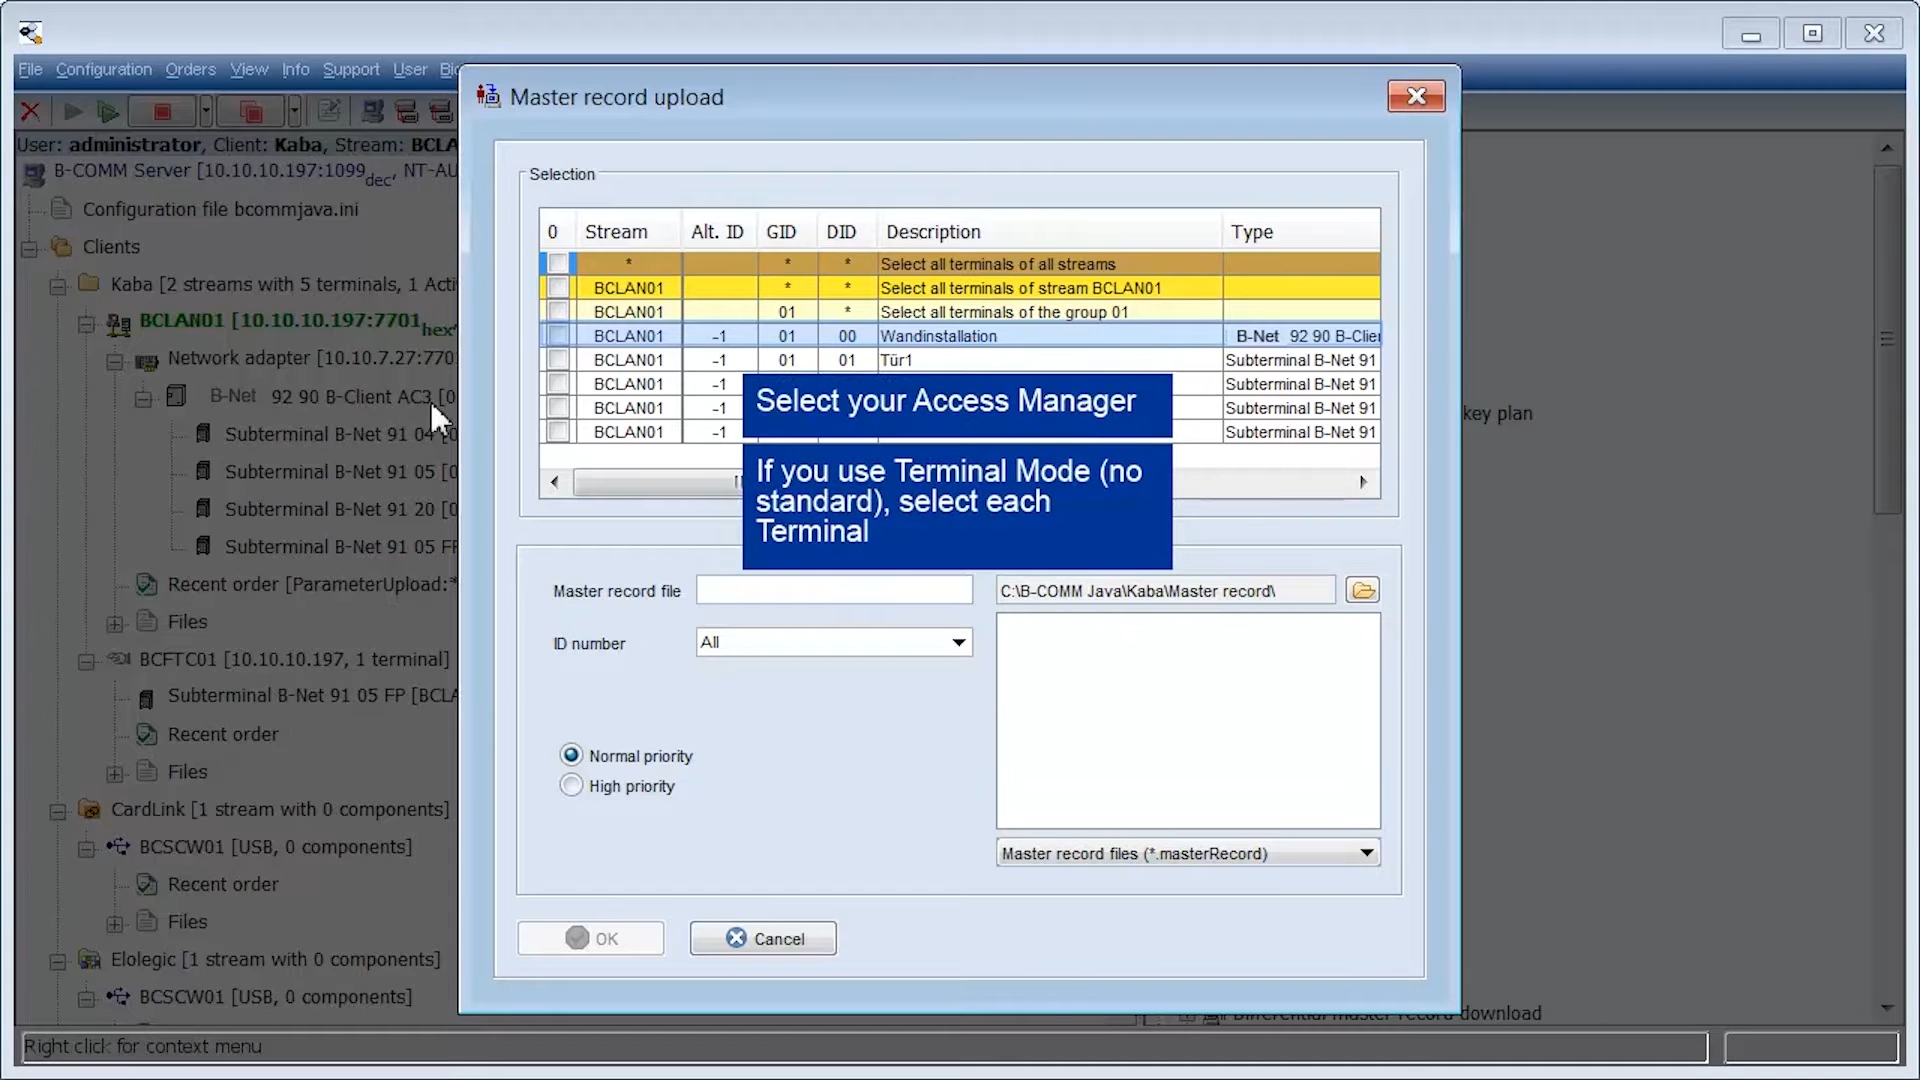 File Configuration Orders View Info Support User
User: administrator, Client: Kaba, Stream:
B-COMM Server [10.10.10.197:1099 dec,
Configuration file bcommjava.ini
Clients
Kaba [2 streams with 5 terminals, 1
BCLAN01 [10.10.10.197:7701 hex,
Network adapter [10.10.7.27:770
B-Net 92 90 B-Client AC3 [0
Subterminal B-Net 91 04 [0
Subterminal B-Net 91 05 [0
Subterminal B-Net 91 20 [0
Subterminal B-Net 91 05 FP
Recent order [ParameterUpload:*
Files
BCFTC01 [10.10.10.197, 1 terminal]
Subterminal B-Net 91 05 FP [BCLA
Recent order
Files
CardLink [1 stream with 0 components]
BCSCW01 [USB, 0 components]
Recent order
Files
Elologic [1 stream with 0 components]
BCSCW01 [USB, 0 components]
Right click for context menu
Master record upload
Selection
0 Stream Alt. ID GID DID Description Type
* * * Select all terminals of all streams
BCLAN01 * * Select all terminals of stream BCLAN01
BCLAN01 01 * Select all terminals of the group 01
BCLAN01 -1 01 00 Wandinstallation B-Net 92 90 B-Clie
BCLAN01 -1 01 01 Tür1 Subterminal B-Net 91
BCLAN01 -1 Subterminal B-Net 91
BCLAN01 -1 Subterminal B-Net 91
BCLAN01 -1 Subterminal B-Net 91
Select your Access Manager
If you use Terminal Mode (no
standard), select each
Terminal
Master record file C:\B-COMM Java\Kaba\Master record\
ID number All
Normal priority
High priority
Master record files (*.masterRecord)
OK Cancel
key plan
download